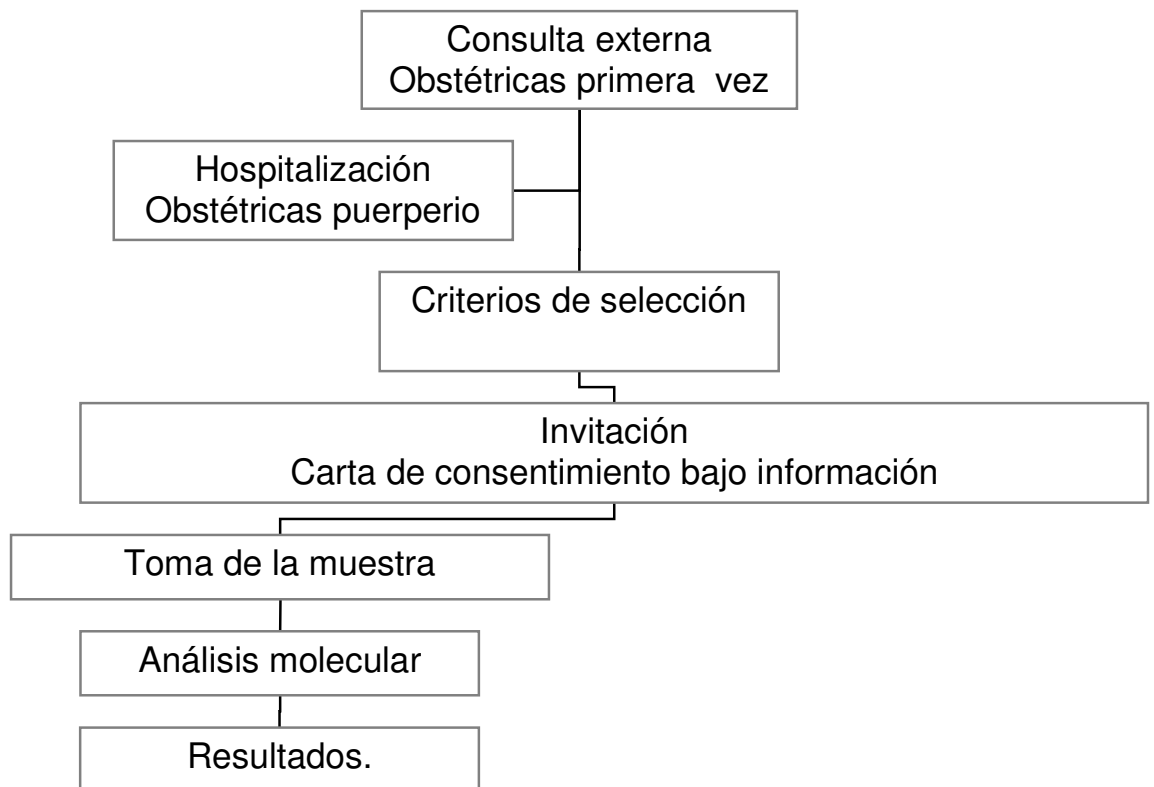 Consulta externa
Obstétricas primera vez
Hospitalización
Obstétricas puerperio
Criterios de selección
Invitación
Carta de consentimiento bajo información
Toma de la muestra
Análisis molecular
Resultados.